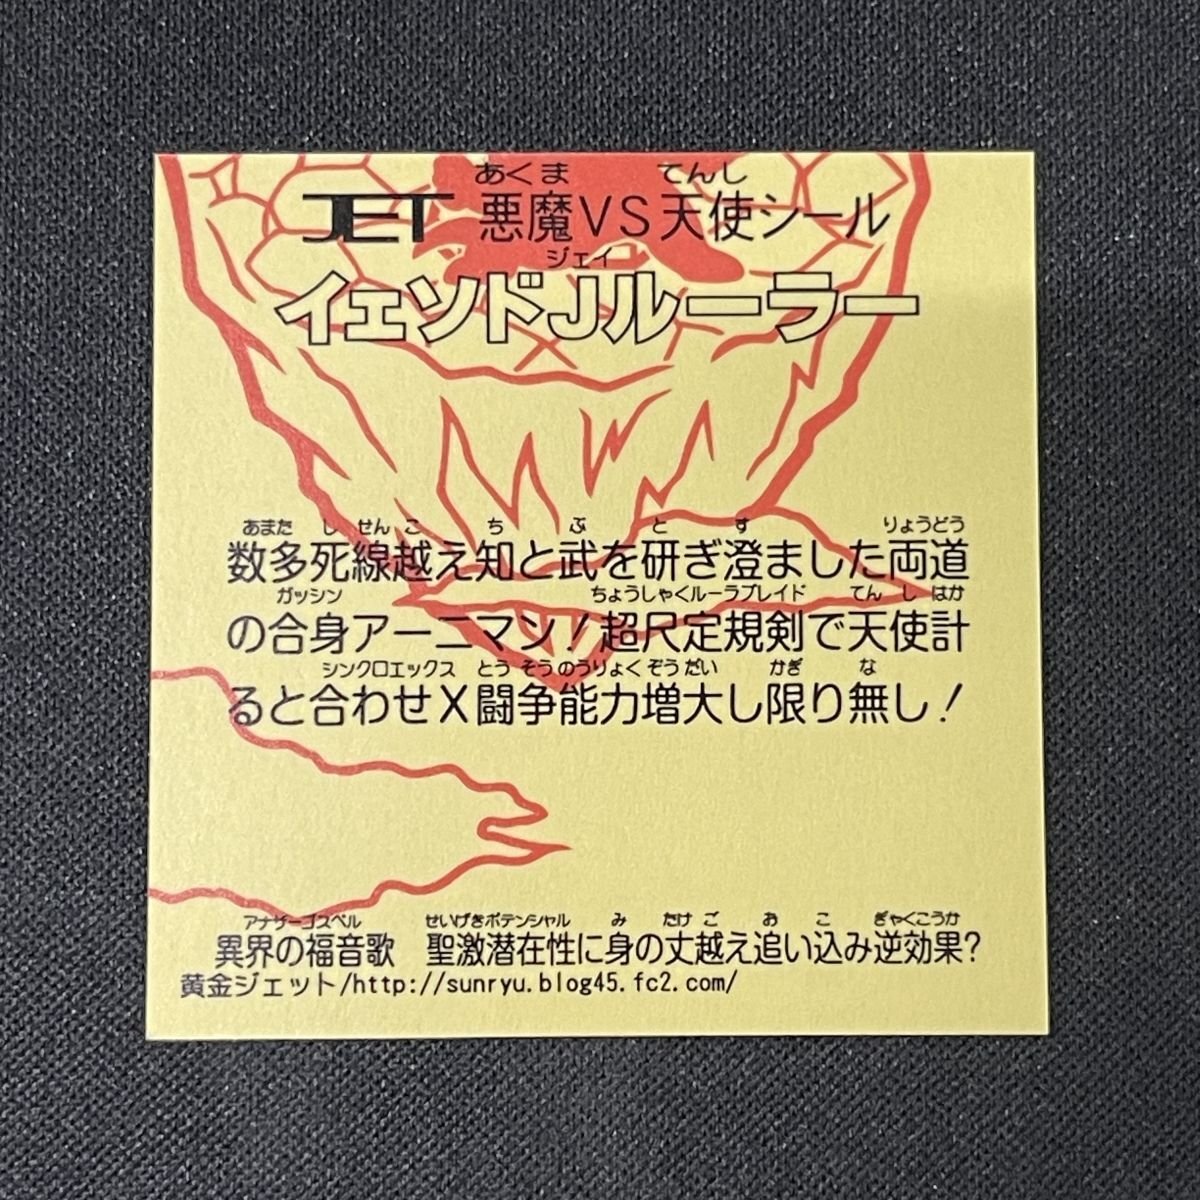 あくま てんし
JET 悪魔VS天使シール
ジェイ
イェソドJルーラー
あまた し せん こ ち ぶ と す りょうどう
数多死線越え知と武を研ぎ澄ました両道
ガッシン ちょうしゃくルーラブレイド てん し はか
の合身アーニマン!超尺定規剣で天使計
シンクロエックス とう そう のうりょく ぞう だい かぎ な
ると合わせX闘争能力増大し限り無し!
アナザーゴスペル せいげきポテンシャル み たけ ご お こ ぎゃくこうか
異界の福音歌 聖激潜在性に身の丈越え追い込み逆効果?
黄金ジェット/http://sunryu.blog45.fc2.com/